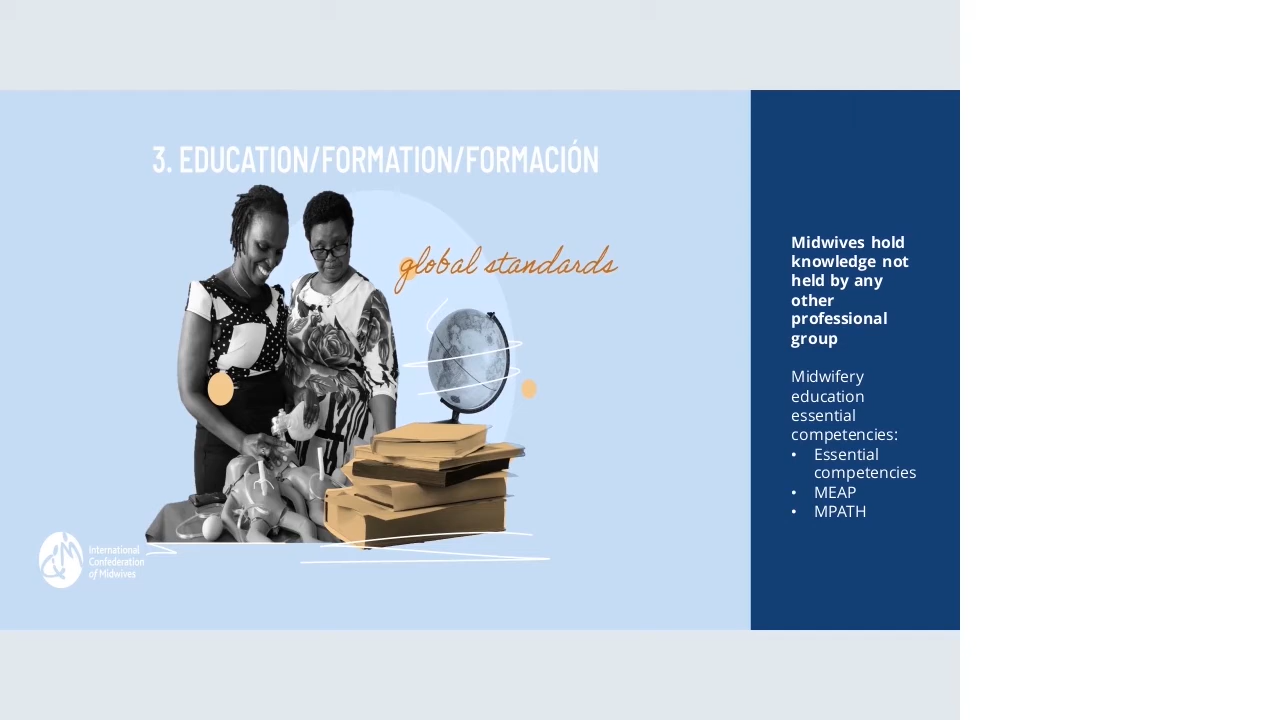 3. EDUCATION/FORMATION/FORMACIÓN
global standards
International
Confederation
of Midwives
Midwives hold
knowledge not
held by any
other
professional
group
Midwifery
education
essential
competencies:
• Essential
competencies
• MEAP
• MPATH